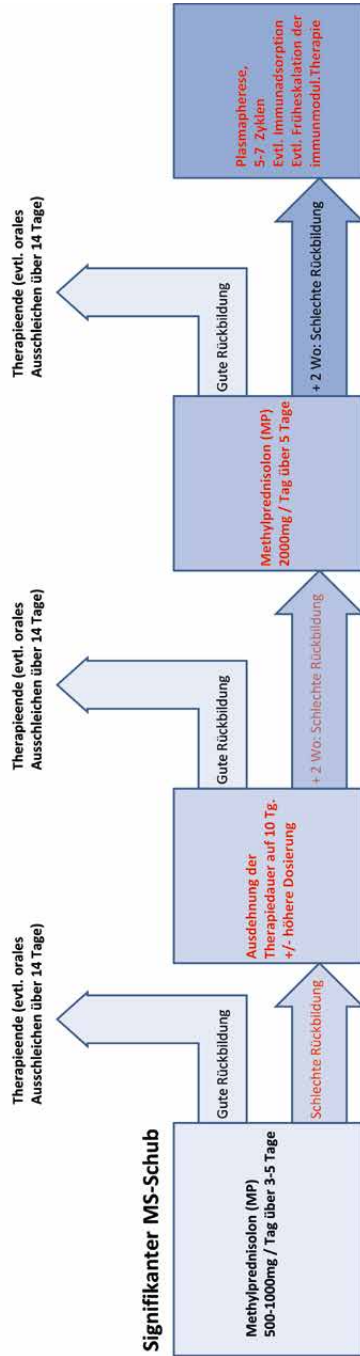 Signifikanter MS-Schub
Methylprednisolon (MP)
500-1000mg / Tag über 3-5 Tage
Gute Rückbildung
Therapieende (evtl. orales
Ausschleichen über 14 Tage)
Schlechte Rückbildung
Ausdehnung der
Therapiedauer auf 10 Tg.
+/- höhere Dosierung
Gute Rückbildung
Therapieende (evtl. orales
Ausschleichen über 14 Tage)
+ 2 Wo: Schlechte Rückbildung
Methylprednisolon (MP)
2000mg / Tag über 5 Tage
Gute Rückbildung
Therapieende (evtl. orales
Ausschleichen über 14 Tage)
+ 2 Wo: Schlechte Rückbildung
Plasmapherese,
5-7 Zyklen
Evtl. Immunadsorption
Evtl. Früheskalation der
immunmodul.Therapie